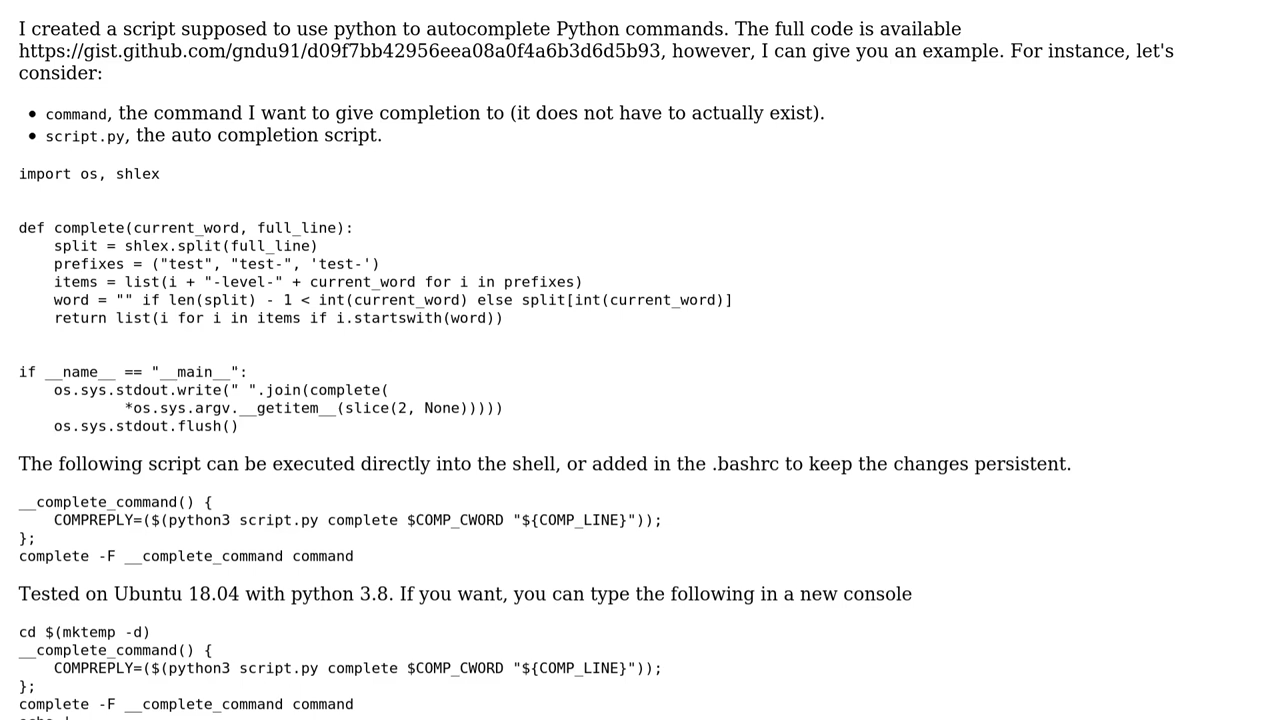 I created a script supposed to use python to autocomplete Python commands. The full code is available
https://gist.github.com/gndu91/d09f7bb42956eea08a0f4a6b3d6d5b93, however, I can give you an example. For instance, let's
consider:
command, the command I want to give completion to (it does not have to actually exist).
script.py, the auto completion script.
import os, shlex
def complete(current_word, full_line):
    split = shlex.split(full_line)
    prefixes = ("test", "test-", 'test-')
    items = list(i + "-level-" + current_word for i in prefixes)
    word = "" if len(split) - 1 < int(current_word) else split[int(current_word)]
    return list(i for i in items if i.startswith(word))
if __name__ == "__main__":
    os.sys.stdout.write(" ".join(complete(
            *os.sys.argv.__getitem__(slice(2, None)))))
    os.sys.stdout.flush()
The following script can be executed directly into the shell, or added in the .bashrc to keep the changes persistent.
__complete_command() {
    COMPREPLY=($(python3 script.py complete $COMP_CWORD "${COMP_LINE}"));
};
complete -F __complete_command command
Tested on Ubuntu 18.04 with python 3.8. If you want, you can type the following in a new console
cd $(mktemp -d)
__complete_command() {
    COMPREPLY=($(python3 script.py complete $COMP_CWORD "${COMP_LINE}"));
};
complete -F __complete_command command